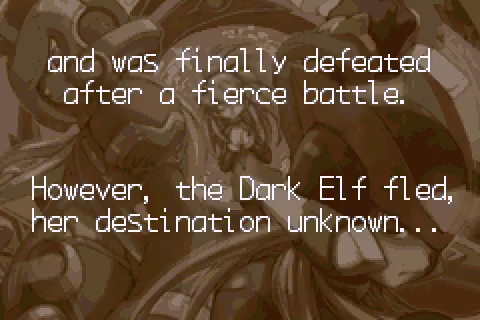 and was finally defeated
after a fierce battle.
However, the Dark Elf fled,
her destination unknown...